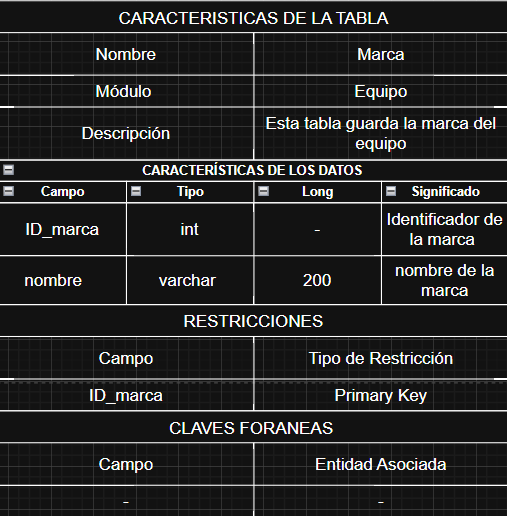 CARACTERISTICAS DE LA TABLA
Nombre Marca
Módulo Equipo
Descripción Esta tabla guarda la marca del
equipo
CARACTERÍSTICAS DE LOS DATOS
Campo Tipo Long Significado
ID_marca int - Identificador de
la marca
nombre varchar 200 nombre de la
marca
RESTRICCIONES
Campo Tipo de Restricción
ID_marca Primary Key
CLAVES FORANEAS
Campo Entidad Asociada
- -